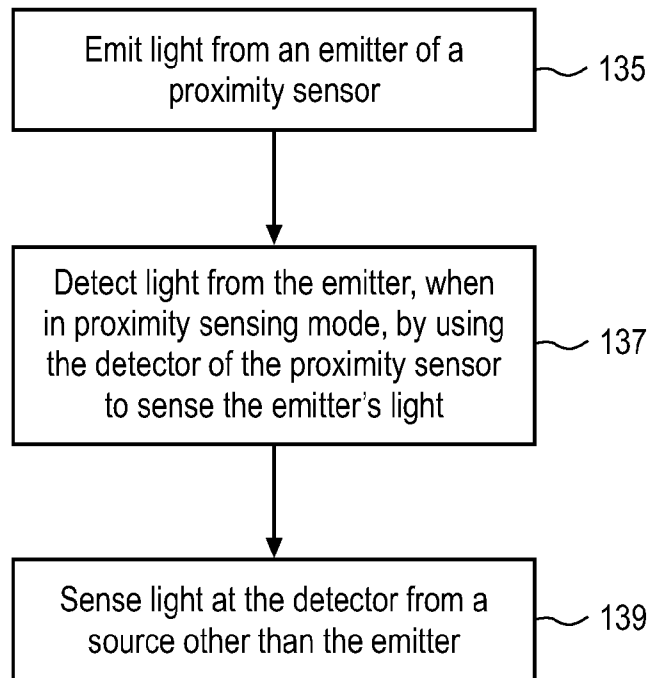 Emit light from an emitter of a
proximity sensor
135
Detect light from the emitter, when
in proximity sensing mode, by using
the detector of the proximity sensor
to sense the emitter's light
137
Sense light at the detector from a
source other than the emitter
139